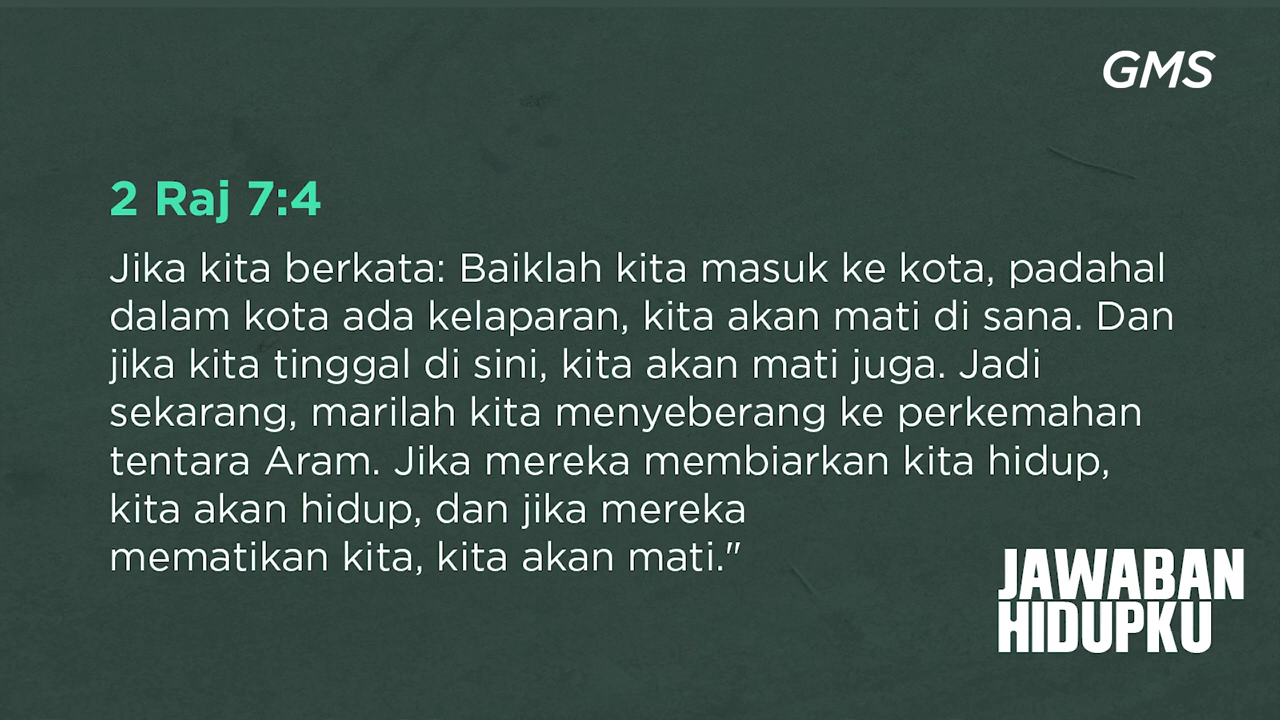 GMS
2 Raj 7:4
Jika kita berkata: Baiklah kita masuk ke kota, padahal
dalam kota ada kelaparan, kita akan mati di sana. Dan
jika kita tinggal di sini, kita akan mati juga. Jadi
sekarang, marilah kita menyeberang ke perkemahan
tentara Aram. Jika mereka membiarkan kita hidup,
kita akan hidup, dan jika mereka
mematikan kita, kita akan mati."
JAWABAN
HIDUPKU